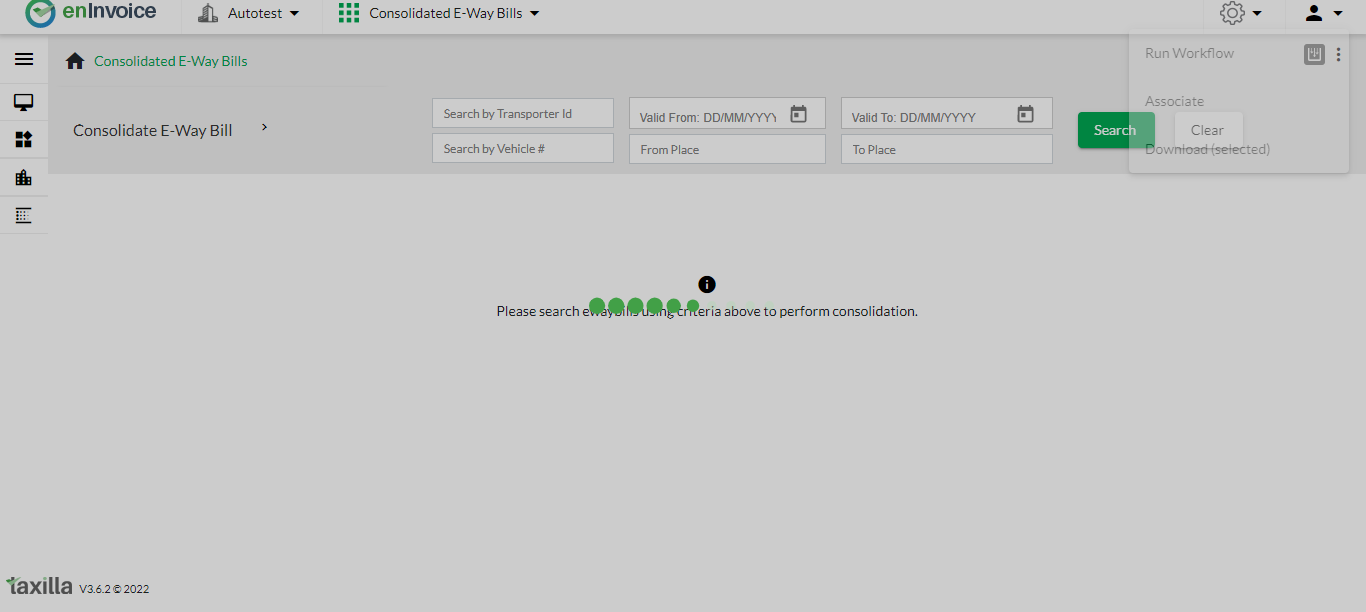 enInvoice
Autotest
Consolidated E-Way Bills
Consolidated E-Way Bills
Run Workflow
Associate
Download (selected)
Consolidate E-Way Bill
Search by Transporter Id
Valid From: DD/MM/YYYY
Valid To: DD/MM/YYYY
Search
Clear
Search by Vehicle #
From Place
To Place
Please search ewaybills using criteria above to perform consolidation.
taxilla V3.6.2 © 2022